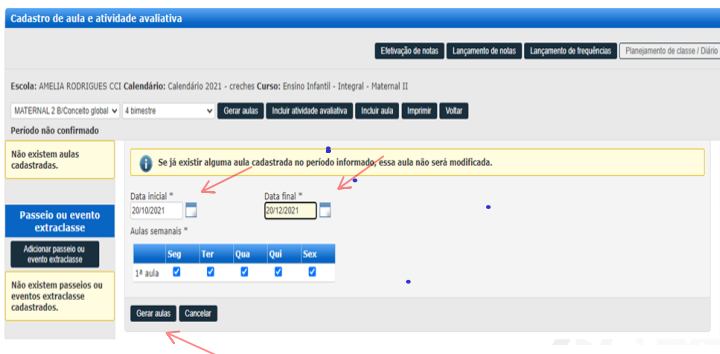 Cadastro de aula e atividade avaliativa
Efetivação de notas Lançamento de notas Lançamento de frequências Planejamento de classe / Diário
Escola: AMELIA RODRIGUES CCI Calendário: Calendário 2021 - creches Curso: Ensino Infantil - Integral - Maternal II
MATERNAL 2 B/Conceito global 4 bimestre Gerar aulas Incluir atividade avaliativa Incluir aula Imprimir Voltar
Período não confirmado
Não existem aulas
cadastradas.
Passeio ou evento
extraclasse
Adicionar passeio ou
evento extraclasse
Não existem passeios ou
eventos extraclasse
cadastrados.
Se já existir alguma aula cadastrada no período informado, essa aula não será modificada.
Data inicial * Data final *
20/10/2021 20/12/2021
Aulas semanais *
Seg Ter Qua Qui Sex
1ª aula
Gerar aulas Cancelar